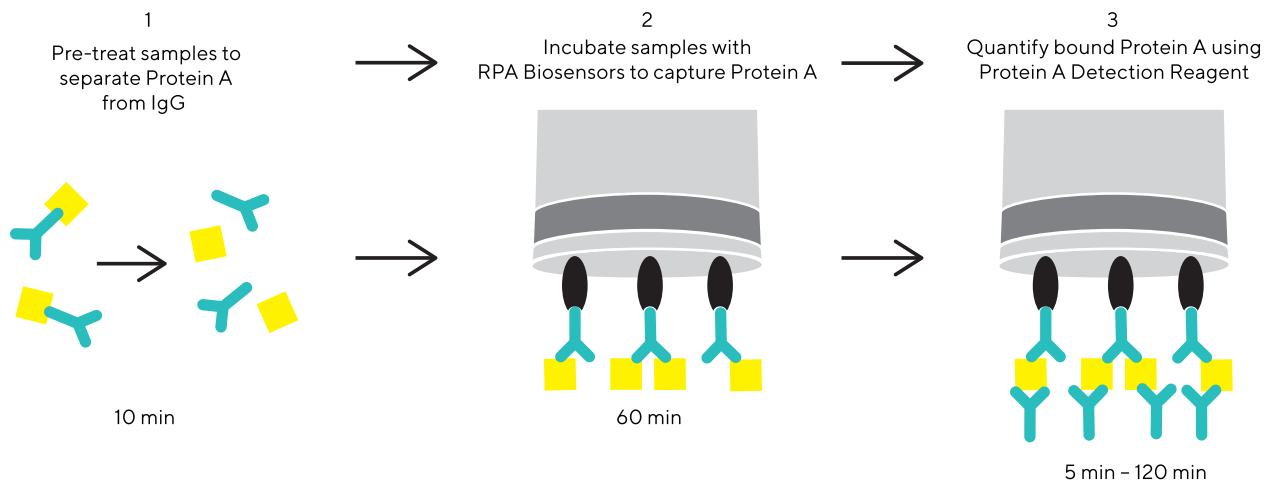 1
Pre-treat samples to
separate Protein A
from IgG
2
Incubate samples with
RPA Biosensors to capture Protein A
3
Quantify bound Protein A using
Protein A Detection Reagent
10 min
60 min
5 min – 120 min